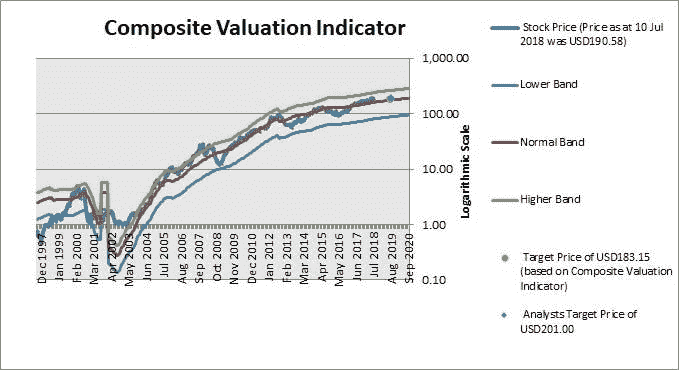 Composite Valuation Indicator
Stock Price (Price as at 10 Jul
2018 was USD190.58)
Lower Band
Normal Band
Higher Band
Target Price of USD183.15
(based on Composite Valuation
Indicator)
Analysts Target Price of
USD201.00
1,000.00
100.00
10.00
1.00
0.10
Logarithmic Scale
Dec 1997
Jan 1999
Feb 2000
Mar 2001
Apr 2002
May 2003
Jun 2004
Jul 2005
Aug 2006
Sep 2007
Oct 2008
Nov 2009
Dec 2010
Jan 2012
Feb 2013
Mar 2014
Apr 2015
May 2016
Jun 2017
Jul 2018
Aug 2019
Sep 2020